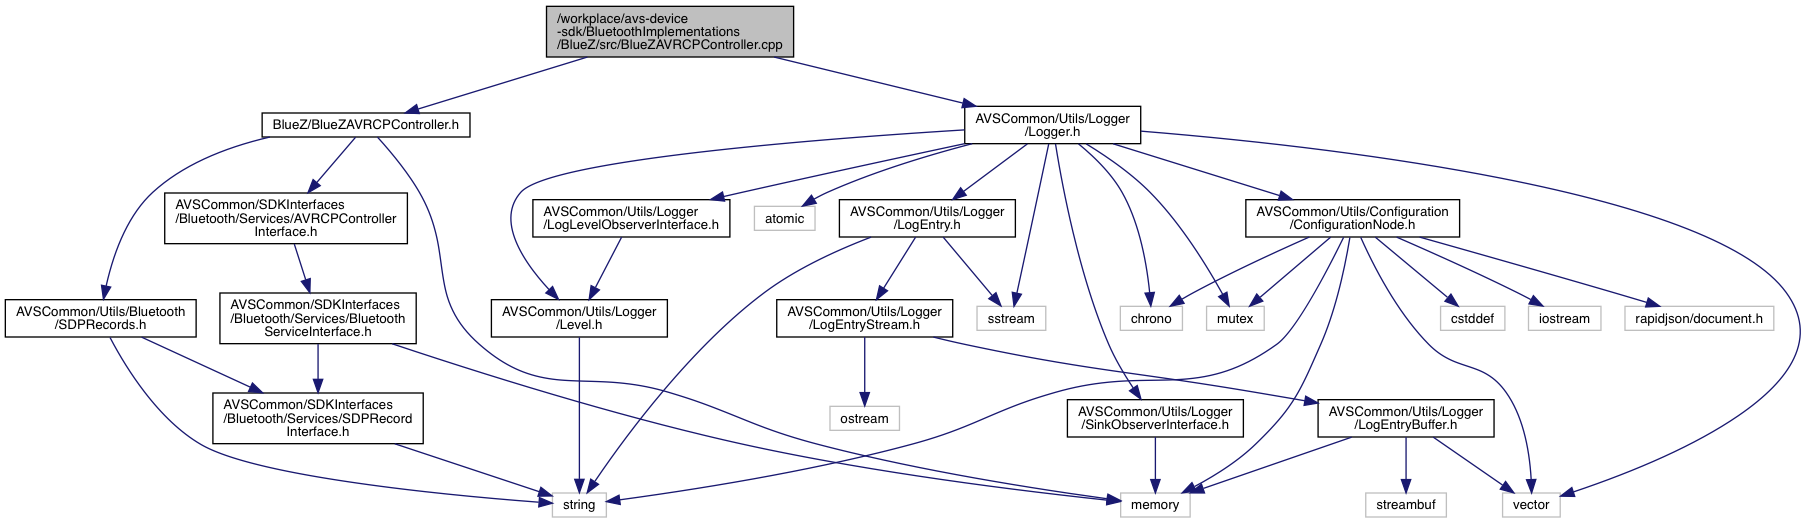 /workplace/avs-device
-sdk/BluetoothImplementations
/BlueZ/src/BlueZAVRCPController.cpp
BlueZ/BlueZAVRCPController.h
AVSCommon/Utils/Logger
/Logger.h
AVSCommon/SDKInterfaces
/Bluetooth/Services/AVRCPController
Interface.h
AVSCommon/Utils/Logger
/LogLevelObserverInterface.h
atomic
AVSCommon/Utils/Logger
/LogEntry.h
AVSCommon/Utils/Configuration
/ConfigurationNode.h
AVSCommon/Utils/Bluetooth
/SDPRecords.h
AVSCommon/SDKInterfaces
/Bluetooth/Services/Bluetooth
ServiceInterface.h
AVSCommon/Utils/Logger
/Level.h
AVSCommon/Utils/Logger
/LogEntryStream.h
sstream
chrono
mutex
cstddef
iostream
rapidjson/document.h
AVSCommon/SDKInterfaces
/Bluetooth/Services/SDPRecord
Interface.h
ostream
AVSCommon/Utils/Logger
/SinkObserverInterface.h
AVSCommon/Utils/Logger
/LogEntryBuffer.h
string
memory
streambuf
vector